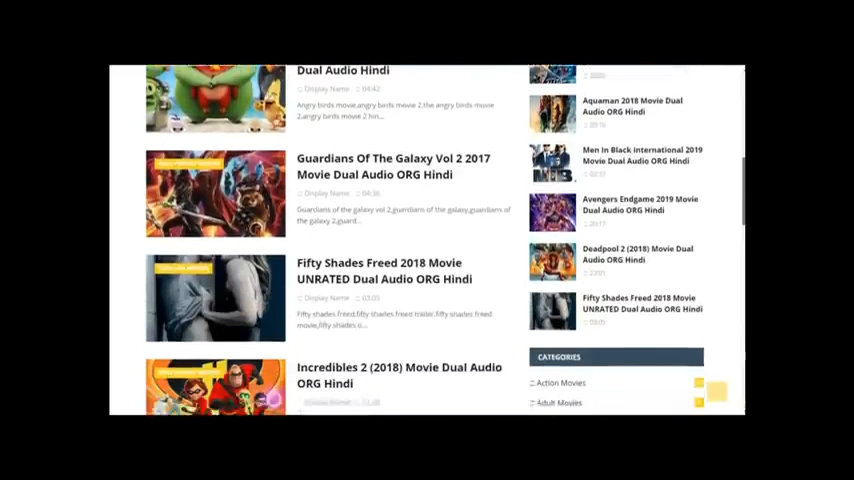 Dual Audio Hindi
Display Name 04:42
Angry birds movie,angry birds movie 2,the angry birds movie
2,angry birds movie 2 hin...
Guardians Of The Galaxy Vol 2 2017
Movie Dual Audio ORG Hindi
Display Name 04:36
Guardians of the galaxy vol 2,guardians of the galaxy,guardians of
the galaxy 2,guard...
Fifty Shades Freed 2018 Movie
UNRATED Dual Audio ORG Hindi
Display Name 03:05
Fifty shades freed,fifty shades freed trailer,fifty shades freed
movie,fifty shades o...
Incredibles 2 (2018) Movie Dual Audio
ORG Hindi
Aquaman 2018 Movie Dual
Audio ORG Hindi
Men In Black International 2019
Movie Dual Audio ORG Hindi
Avengers Endgame 2019 Movie
Dual Audio ORG Hindi
Deadpool 2 (2018) Movie Dual
Audio ORG Hindi
Fifty Shades Freed 2018 Movie
UNRATED Dual Audio ORG Hindi
CATEGORIES
Action Movies
Adult Movies